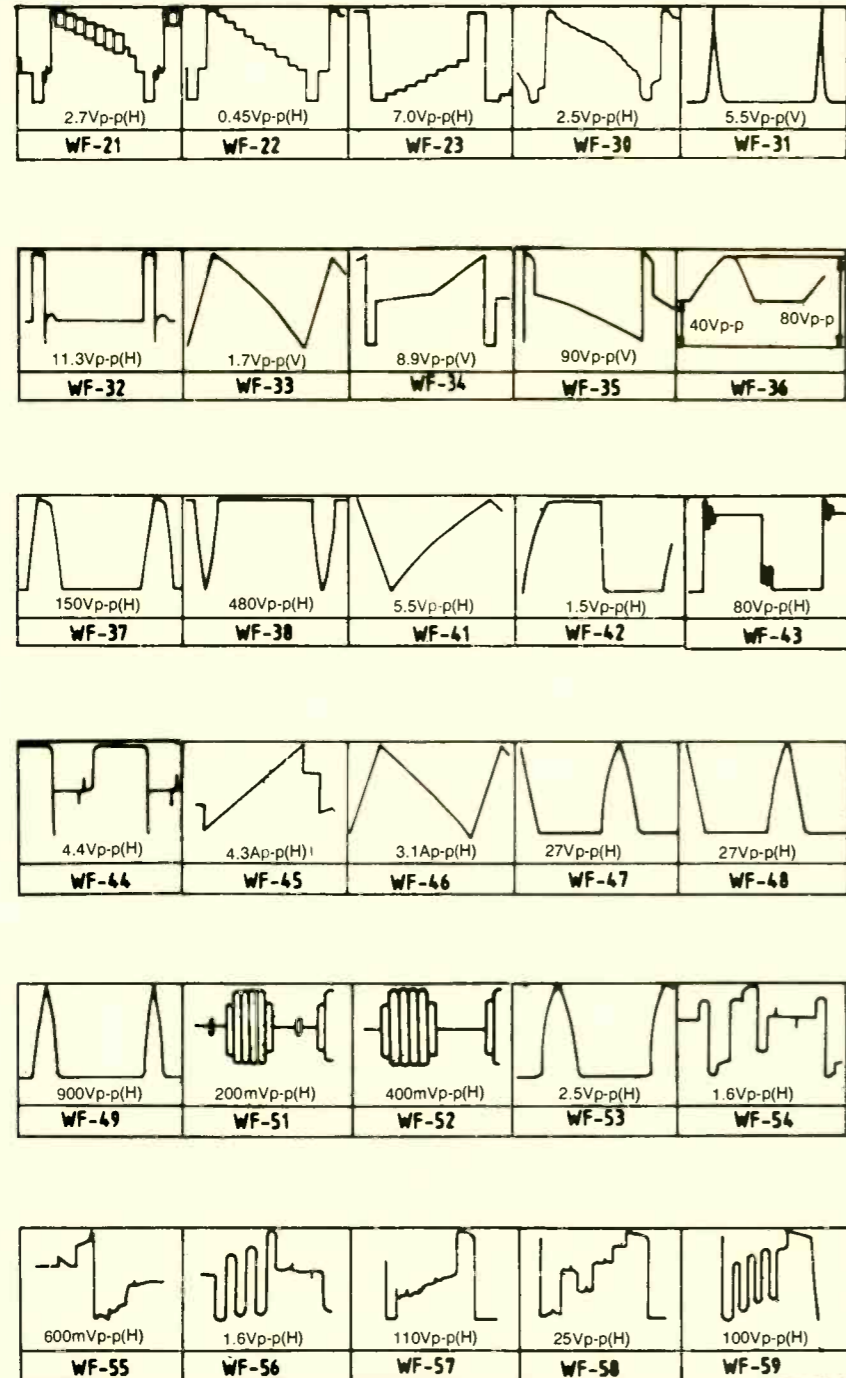 2.7Vp-p(H) 0.45Vp-p(H) 7.0Vp-p(H) 2.5Vp-p(H) 5.5Vp-p(V)
WF-21 WF-22 WF-23 WF-30 WF-31
40Vp-p 80Vp-p
11.3Vp-p(H) 1.7Vp-p(V) 8.9Vp-p(V) 90Vp-p(V)
WF-32 WF-33 WF-34 WF-35 WF-36
150Vp-p(H) 480Vp-p(H) 5.5Vp-p(H) 1.5Vp-p(H) 80Vp-p(H)
WF-37 WF-38 WF-41 WF-42 WF-43
4.4Vp-p(H) 4.3Ap-p(H) 3.1Ap-p(H) 27Vp-p(H) 27Vp-p(H)
WF-44 WF-45 WF-46 WF-47 WF-48
900Vp-p(H) 200mVp-p(H) 400mVp-p(H) 2.5Vp-p(H) 1.6Vp-p(H)
WF-49 WF-51 WF-52 WF-53 WF-54
600mVp-p(H) 1.6Vp-p(H) 110Vp-p(H) 25Vp-p(H) 100Vp-p(H)
WF-55 WF-56 WF-57 WF-58 WF-59